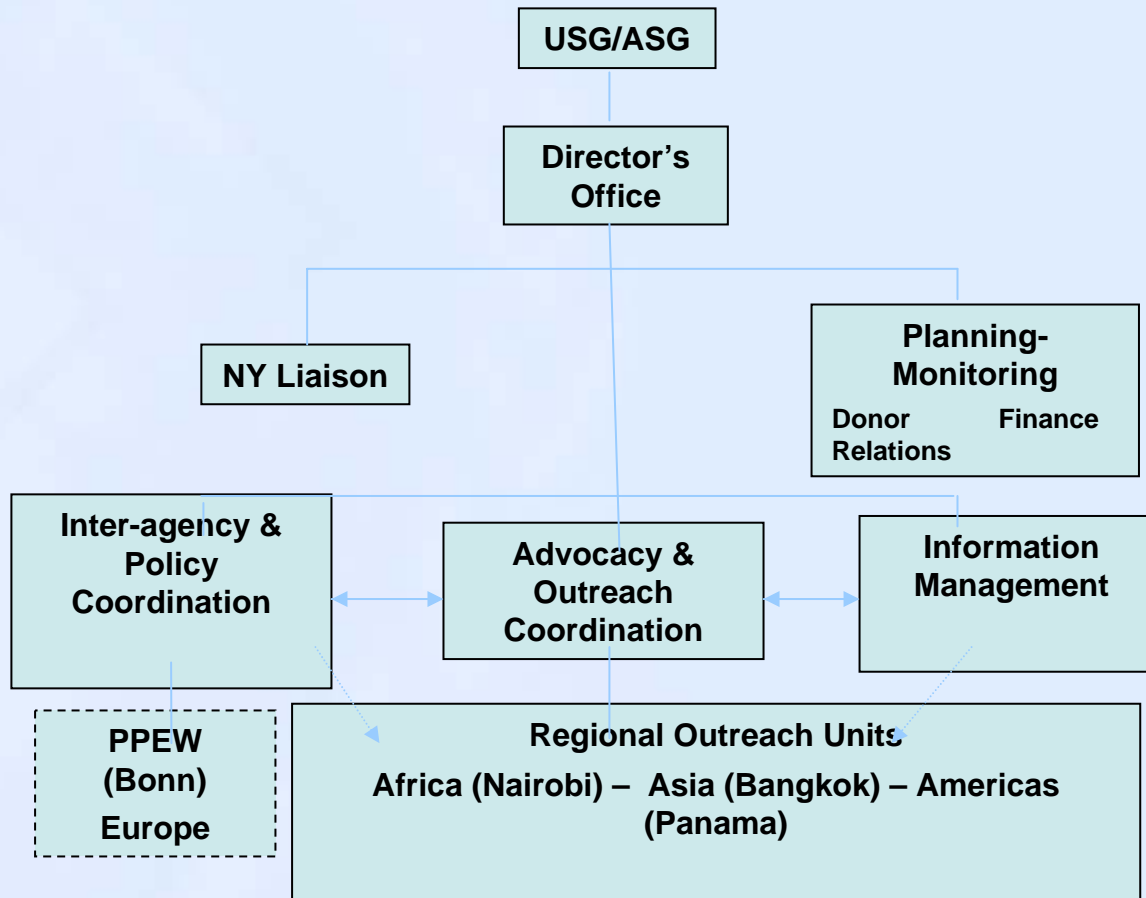 USG/ASG
Director’s
Office
NY Liaison
Planning-
Monitoring
Donor Finance
Relations
Inter-agency &
Policy
Coordination
Advocacy &
Outreach
Coordination
Information
Management
PPEW
(Bonn)
Europe
Regional Outreach Units
Africa (Nairobi) – Asia (Bangkok) – Americas
(Panama)